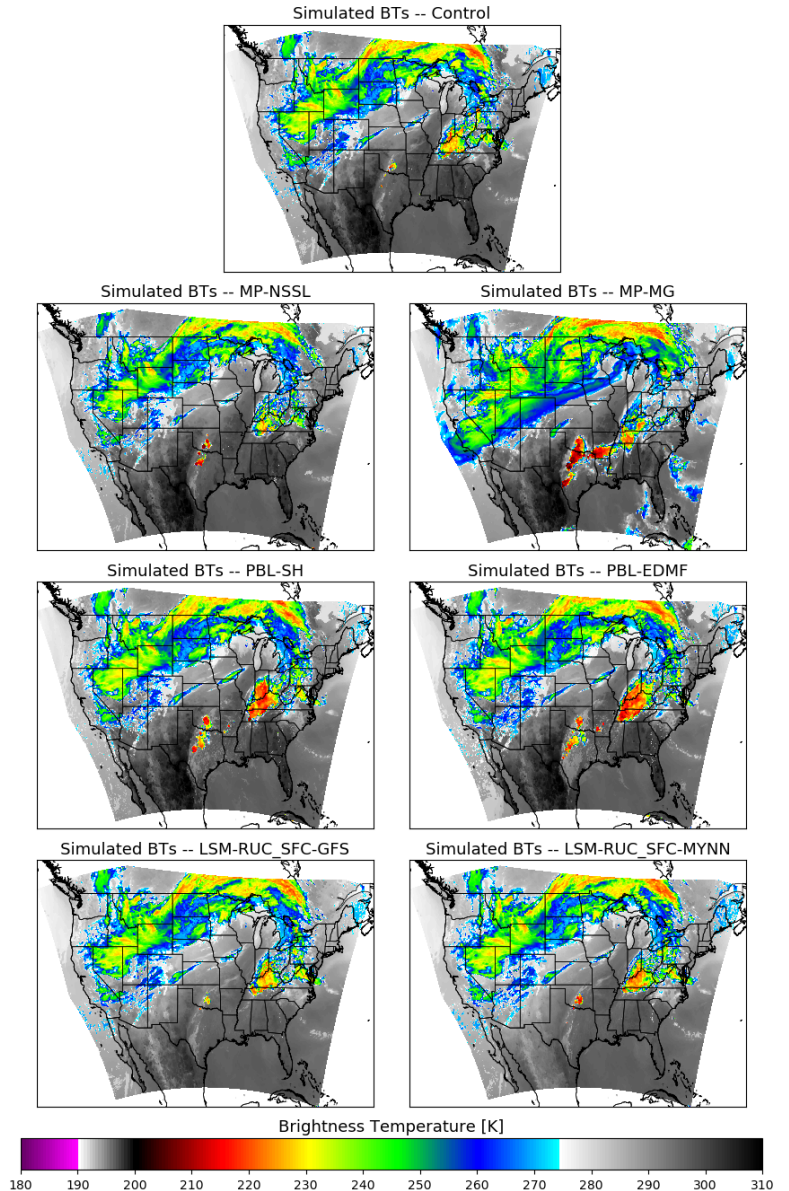 Simulated BTs -- Control
Simulated BTs -- MP-NSSL
Simulated BTs -- MP-MG
Simulated BTs -- PBL-SH
Simulated BTs -- PBL-EDMF
Simulated BTs -- LSM-RUC_SFC-GFS
Simulated BTs -- LSM-RUC_SFC-MYNN
Brightness Temperature [K]
180 190 200 210 220 230 240 250 260 270 280 290 300 310